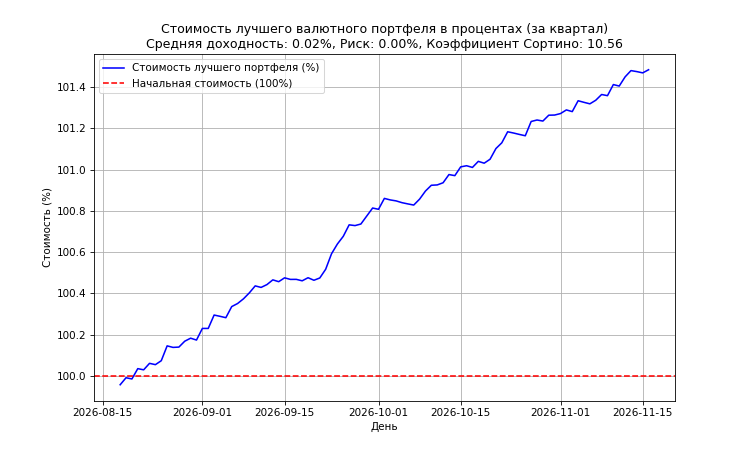 Стоимость лучшего валютного портфеля в процентах (за квартал)
Средняя доходность: 0.02%, Риск: 0.00%, Коэффициент Сортино: 10.56
Стоимость лучшего портфеля (%)
Начальная стоимость (100%)
Стоимость (%)
101.4
101.2
101.0
100.8
100.6
100.4
100.2
100.0
2026-08-15 2026-09-01 2026-09-15 2026-10-01 2026-10-15 2026-11-01 2026-11-15
День